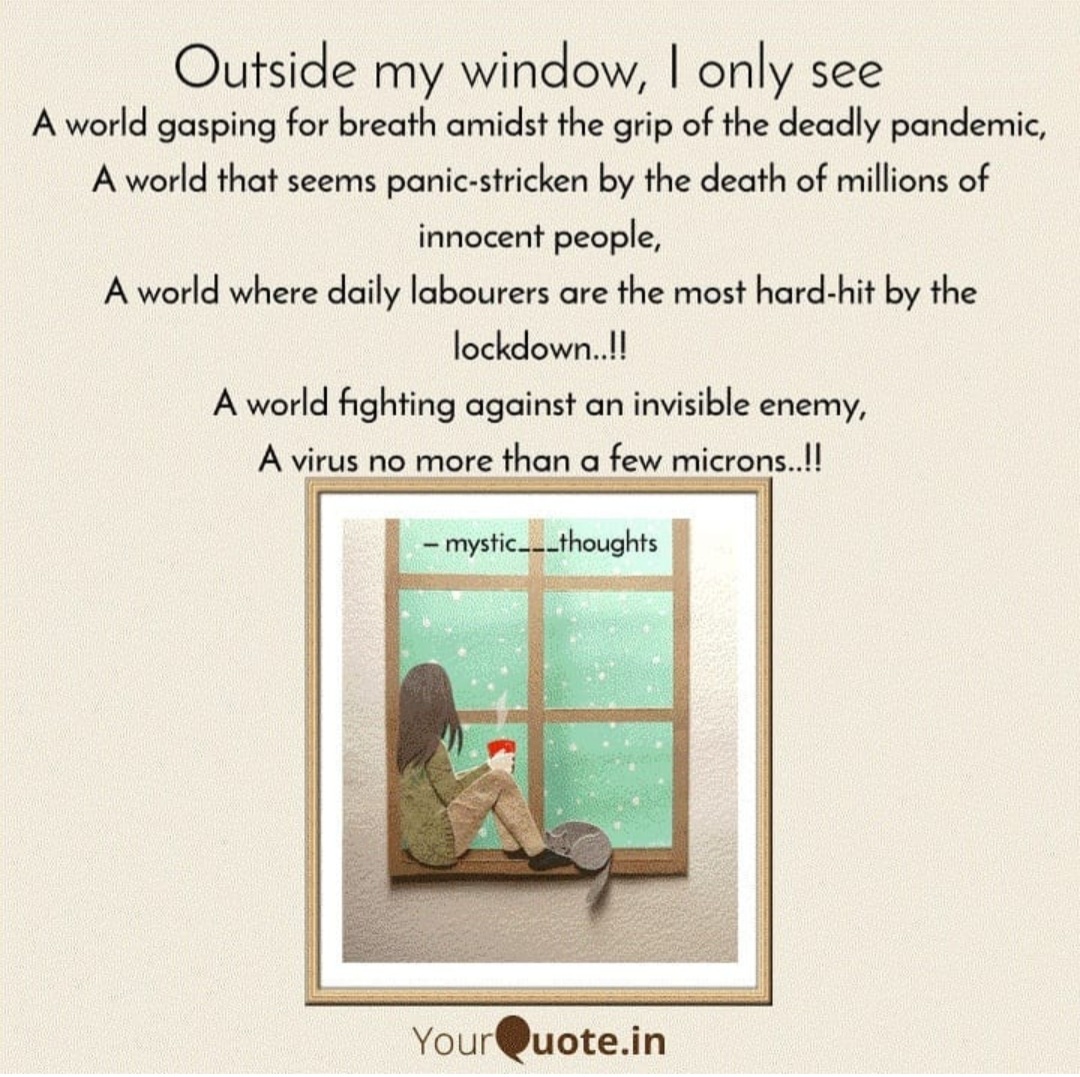 Outside my window, I only see
A world gasping for breath amidst the grip of the deadly pandemic,
A world that seems panic-stricken by the death of millions of
innocent people,
A world where daily labourers are the most hard-hit by the
lockdown..!!
A world fighting against an invisible enemy,
A virus no more than a few microns..!!
– mystic___thoughts
YourQuote.in